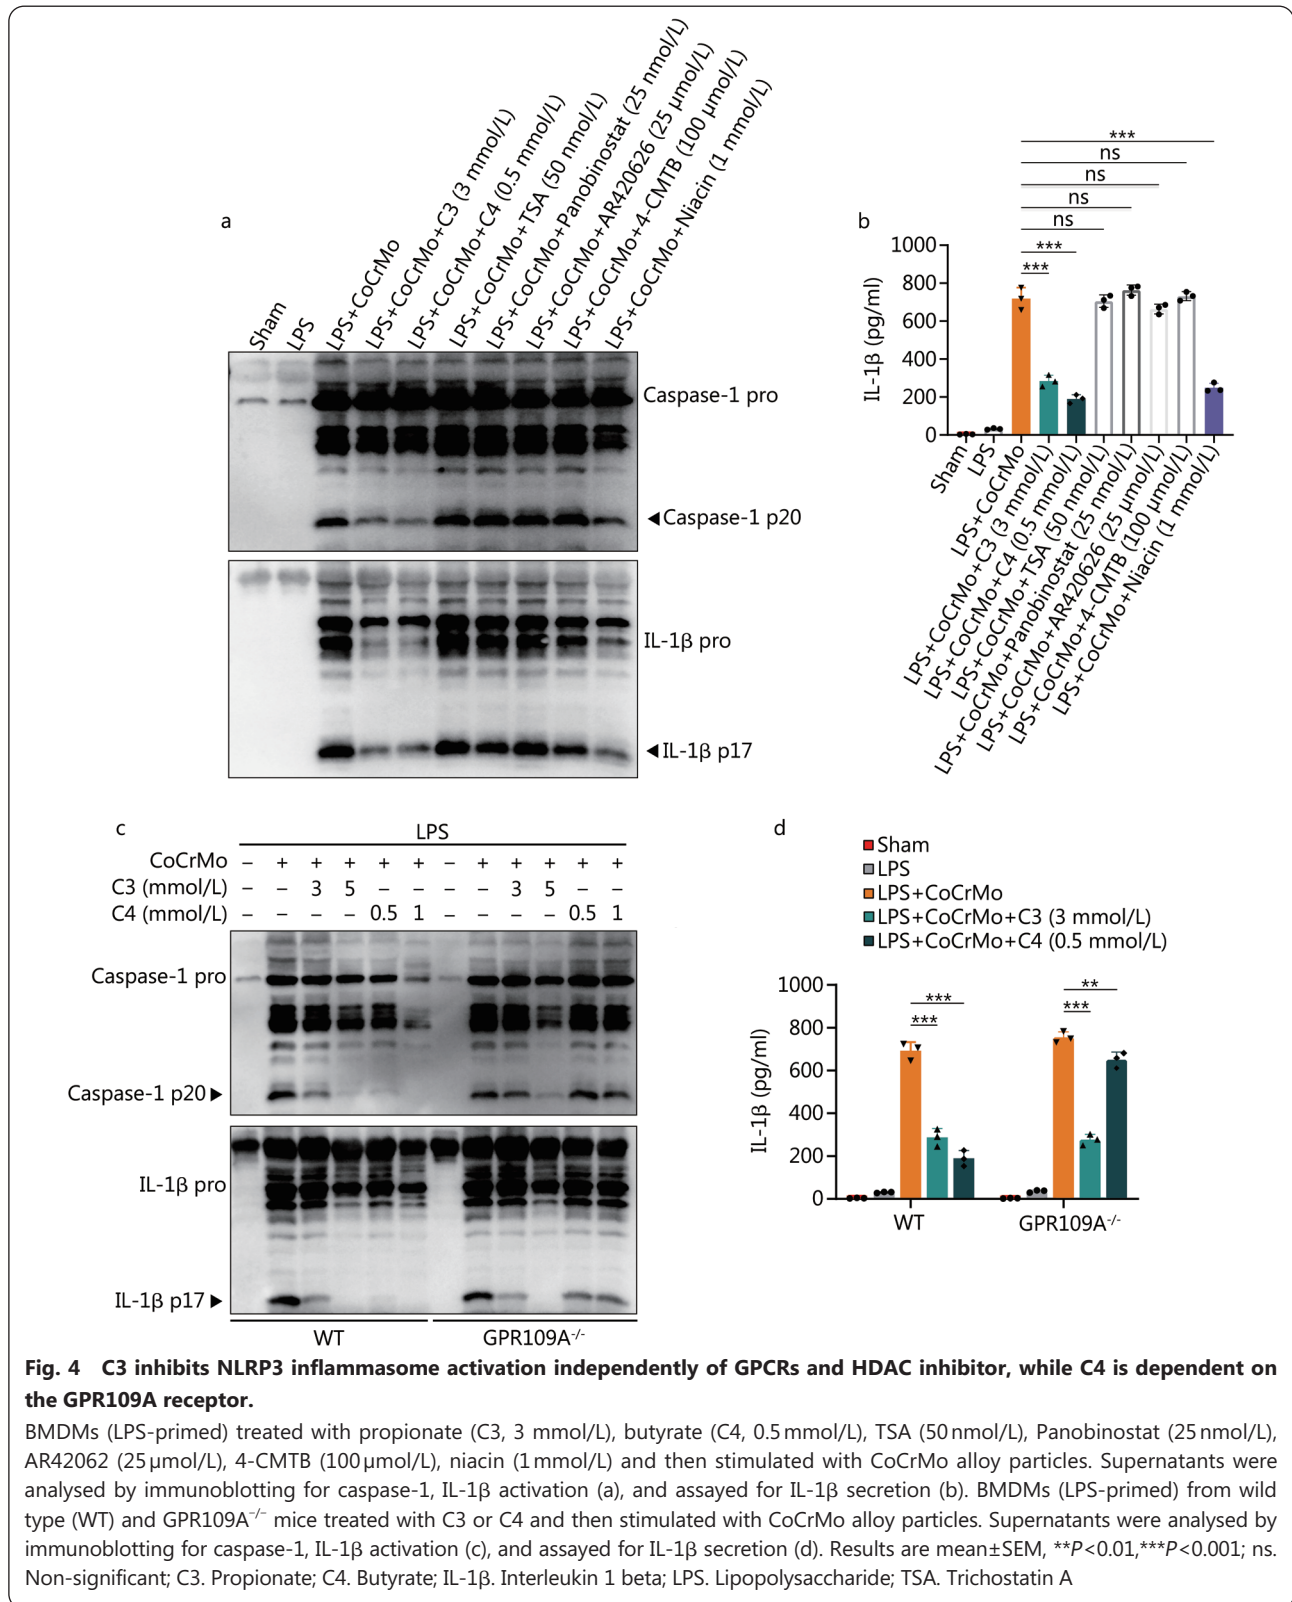 a
Sham
LPS
LPS+CoCrMo
LPS+CoCrMo+C3 (3 mmol/L)
LPS+CoCrMo+C4 (0.5 mmol/L)
LPS+CoCrMo+TSA (50 nmol/L)
LPS+CoCrMo+Panobinostat (25 nmol/L)
LPS+CoCrMo+AR420626 (25 μmol/L)
LPS+CoCrMo+4-CMTB (100 μmol/L)
LPS+CoCrMo+Niacin (1 mmol/L)
Caspase-1 pro
◄Caspase-1 p20
IL-1β pro
◄IL-1β p17
b
***
ns
ns
ns
ns
***
***
IL-1β (pg/ml)
1000
800
600
400
200
0
Sham
LPS
LPS+CoCrMo
LPS+CoCrMo+C3 (3 mmol/L)
LPS+CoCrMo+C4 (0.5 mmol/L)
LPS+CoCrMo+TSA (50 nmol/L)
LPS+CoCrMo+Panobinostat (25 nmol/L)
LPS+CoCrMo+AR420626 (25 μmol/L)
LPS+CoCrMo+4-CMTB (100 μmol/L)
LPS+CoCrMo+Niacin (1 mmol/L)
c
LPS
CoCrMo – + + + + + – + + + + +
C3 (mmol/L) – – 3 5 – – – – 3 5 – –
C4 (mmol/L) – – – – 0.5 1 – – – – 0.5 1
Caspase-1 pro
Caspase-1 p20 ►
IL-1β pro
IL-1β p17 ►
WT GPR109A⁻/⁻
d
Sham
LPS
LPS+CoCrMo
LPS+CoCrMo+C3 (3 mmol/L)
LPS+CoCrMo+C4 (0.5 mmol/L)
IL-1β (pg/ml)
1000
800
600
400
200
0
***
***
**
***
WT GPR109A⁻/⁻
Fig. 4 C3 inhibits NLRP3 inflammasome activation independently of GPCRs and HDAC inhibitor, while C4 is dependent on
the GPR109A receptor.
BMDMs (LPS-primed) treated with propionate (C3, 3 mmol/L), butyrate (C4, 0.5 mmol/L), TSA (50 nmol/L), Panobinostat (25 nmol/L),
AR42062 (25 μmol/L), 4-CMTB (100 μmol/L), niacin (1 mmol/L) and then stimulated with CoCrMo alloy particles. Supernatants were
analysed by immunoblotting for caspase-1, IL-1β activation (a), and assayed for IL-1β secretion (b). BMDMs (LPS-primed) from wild
type (WT) and GPR109A⁻/⁻ mice treated with C3 or C4 and then stimulated with CoCrMo alloy particles. Supernatants were analysed by
immunoblotting for caspase-1, IL-1β activation (c), and assayed for IL-1β secretion (d). Results are mean±SEM, **P<0.01,***P<0.001; ns.
Non-significant; C3. Propionate; C4. Butyrate; IL-1β. Interleukin 1 beta; LPS. Lipopolysaccharide; TSA. Trichostatin A